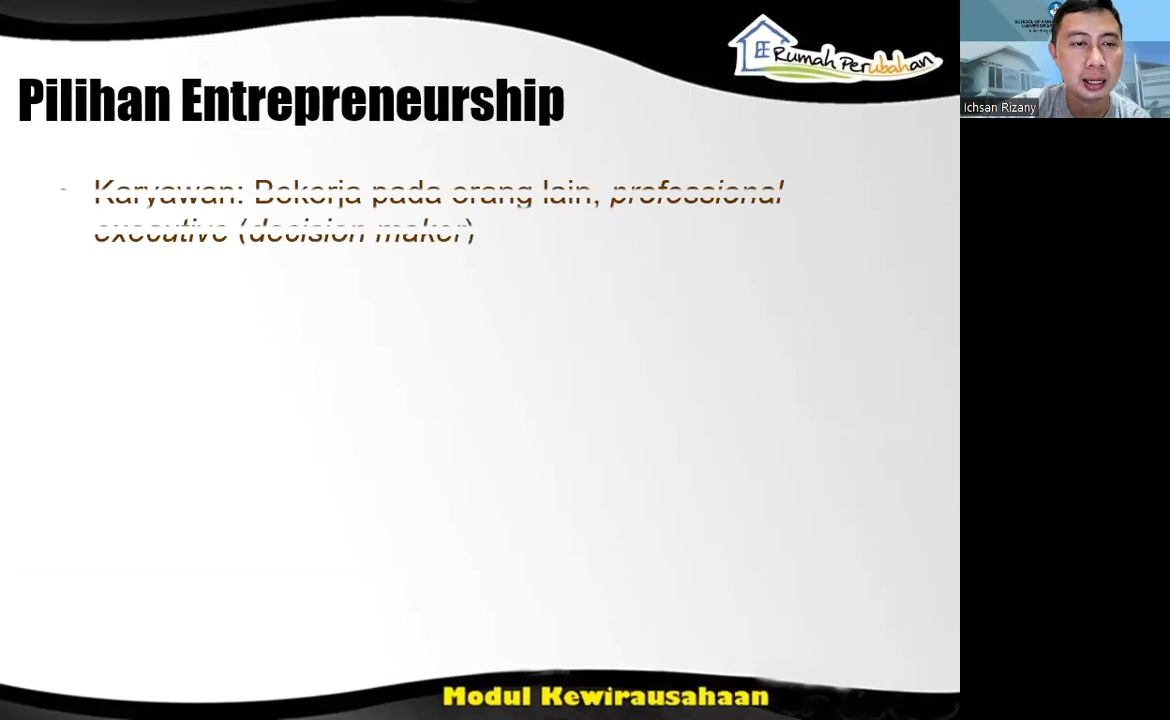 Rumah Perubahan
Pilihan Entrepreneurship
Karyawan: Bekerja pada orang lain, professional
executive (decision maker)
Modul Kewirausahaan
Ichsan Rizany